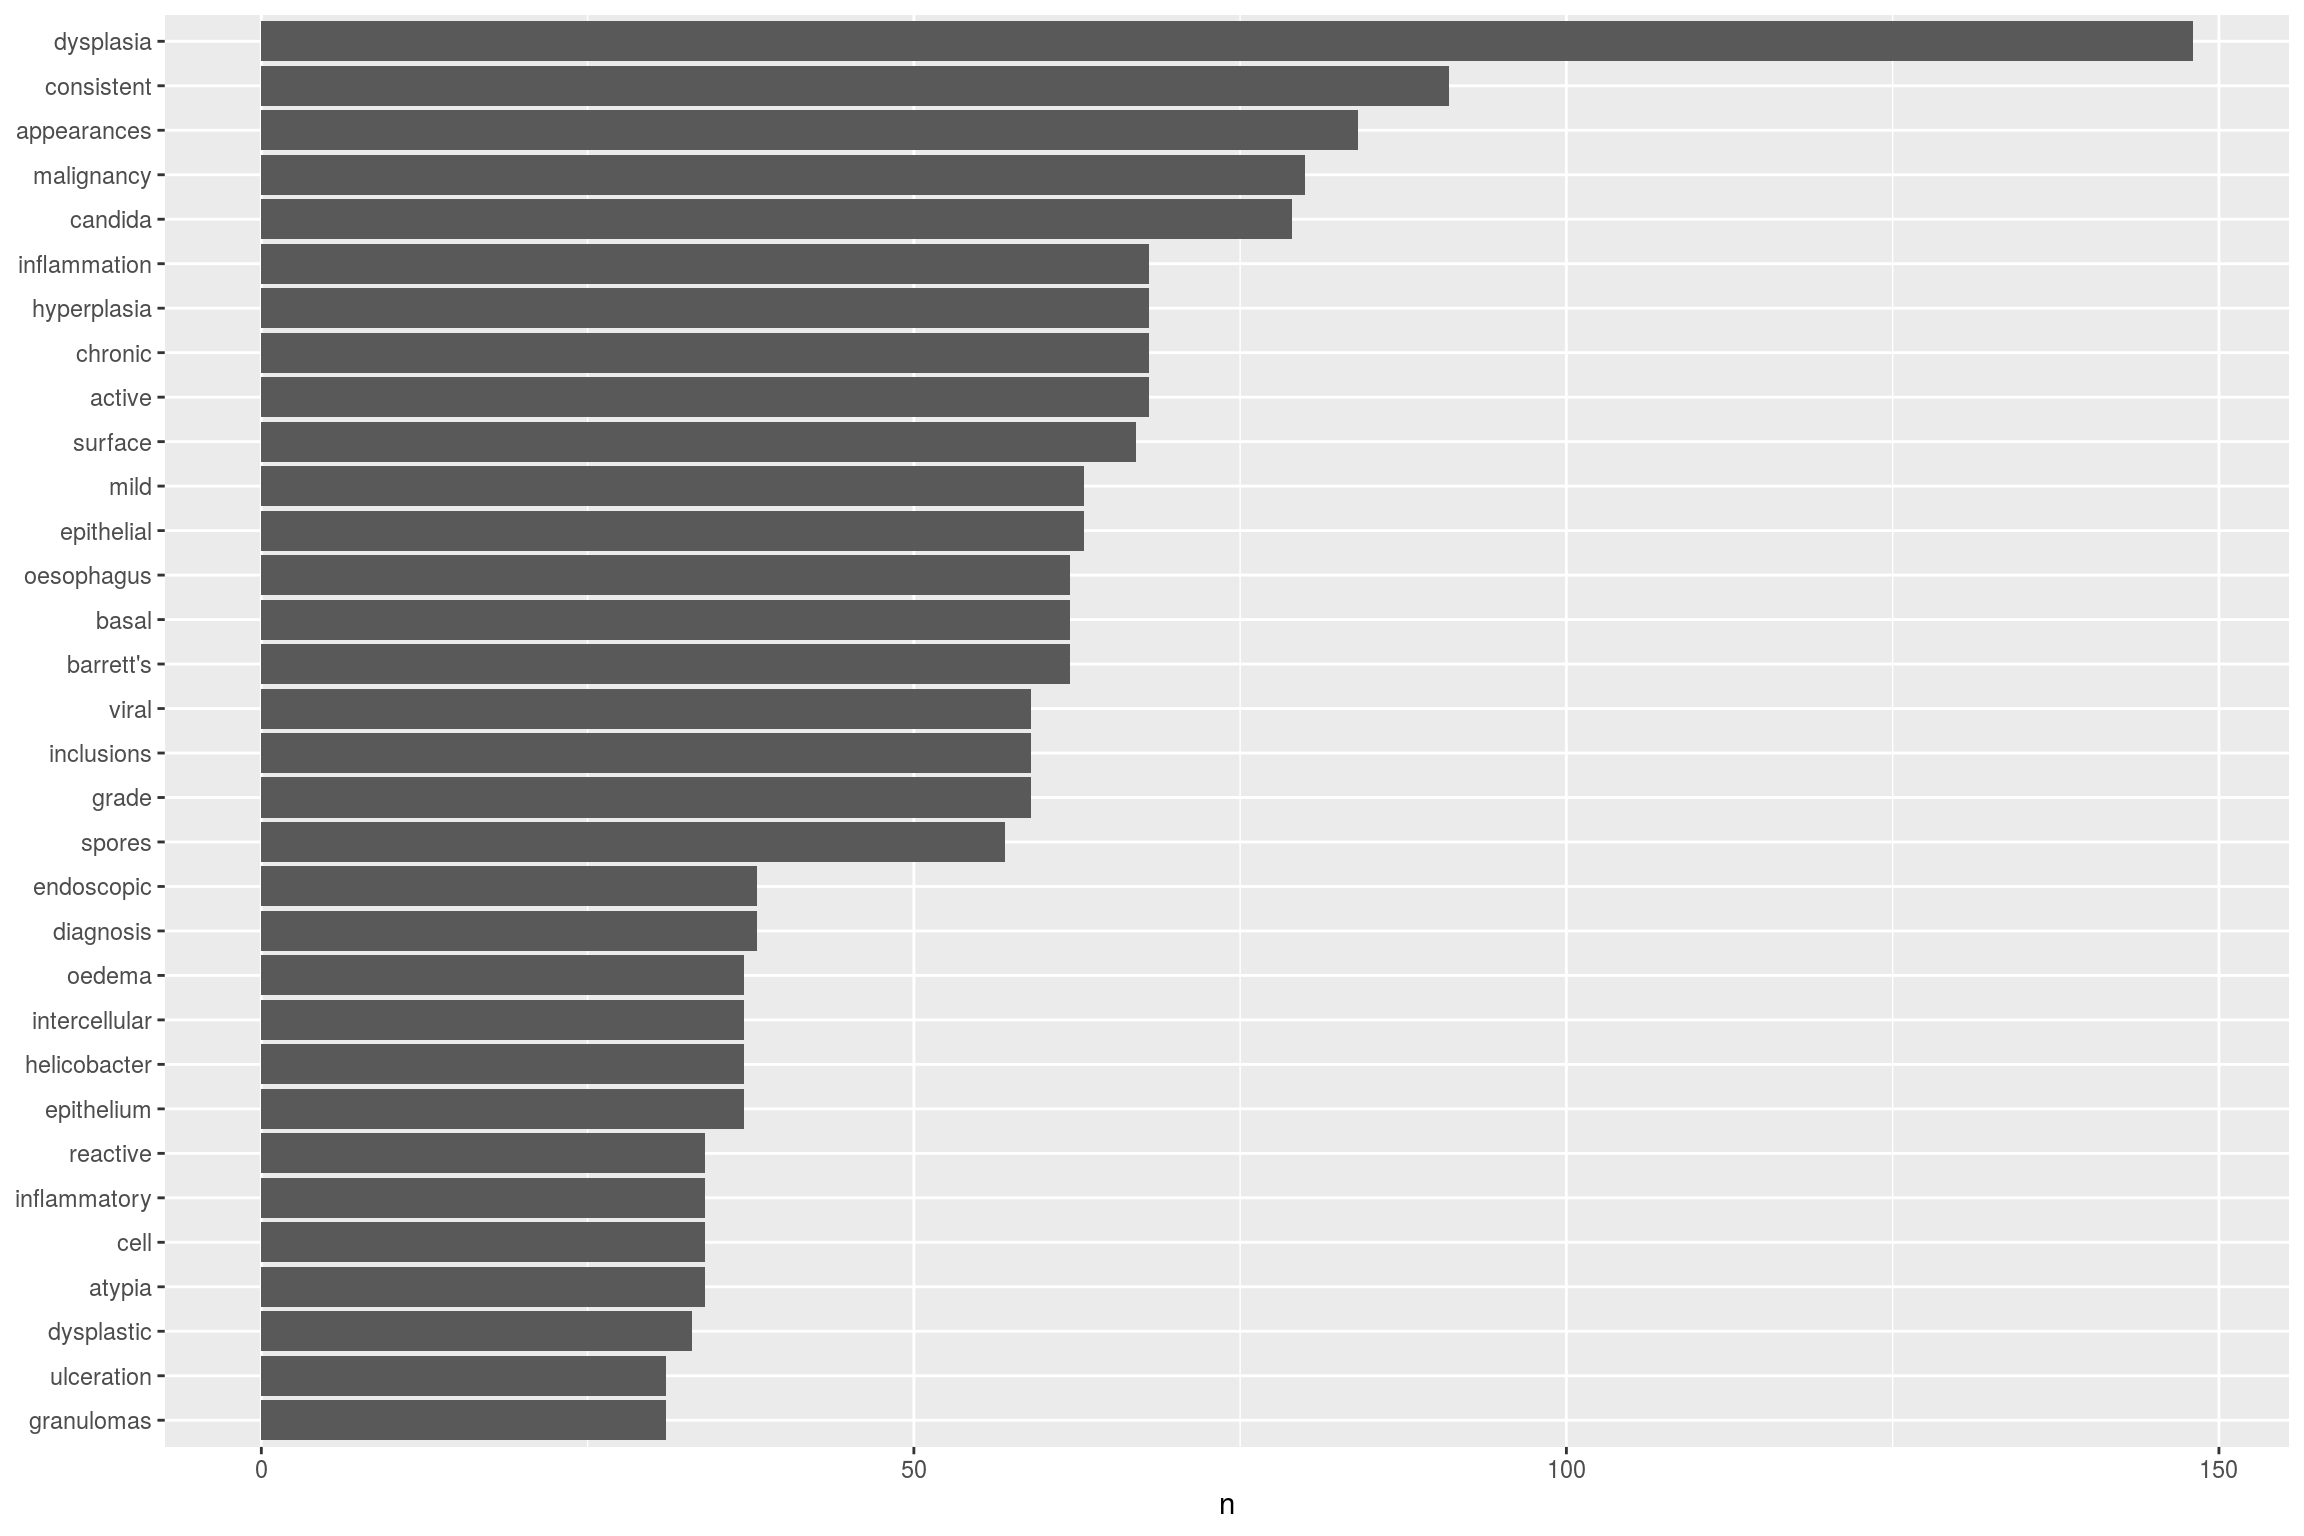 dysplasia
consistent
appearances
malignancy
candida
inflammation
hyperplasia
chronic
active
surface
mild
epithelial
oesophagus
basal
barrett's
viral
inclusions
grade
spores
endoscopic
diagnosis
oedema
intercellular
helicobacter
epithelium
reactive
inflammatory
cell
atypia
dysplastic
ulceration
granulomas
0 50 100 150
n